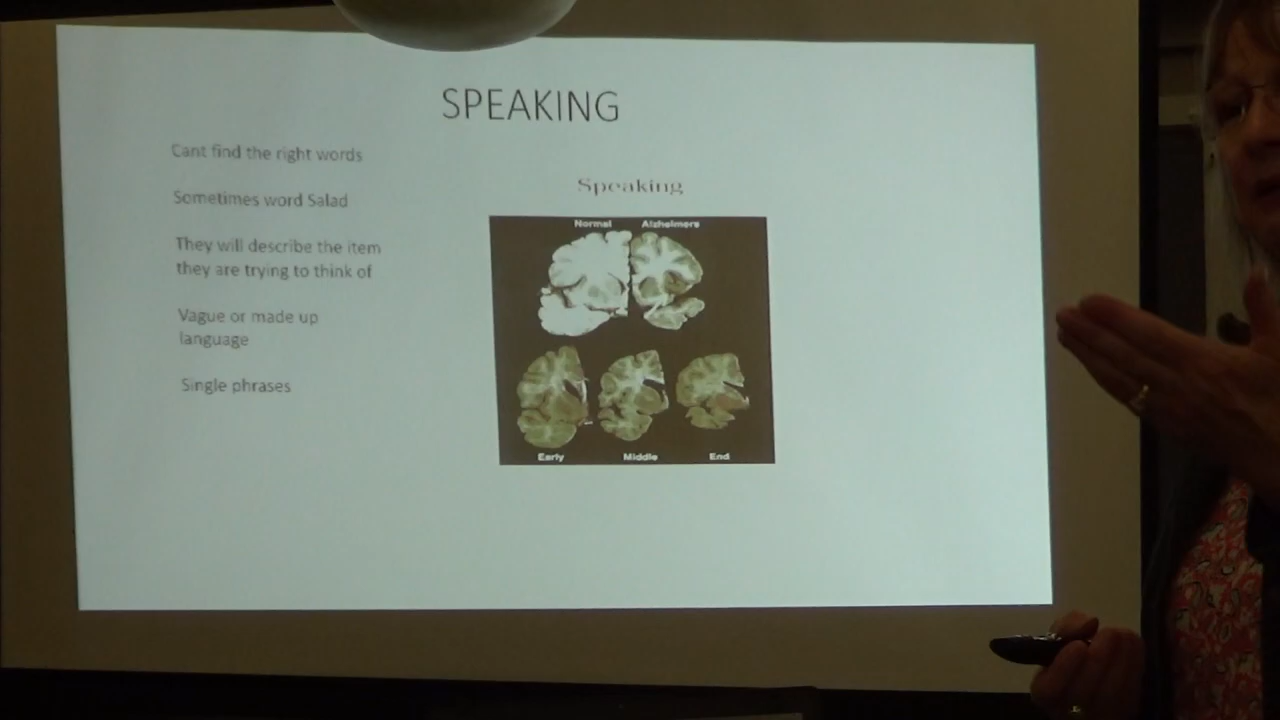 SPEAKING
Cant find the right words
Sometimes word Salad
They will describe the item
they are trying to think of
Vague or made up
language
Single phrases
Speaking
Normal Alzheimers
Early Middle End